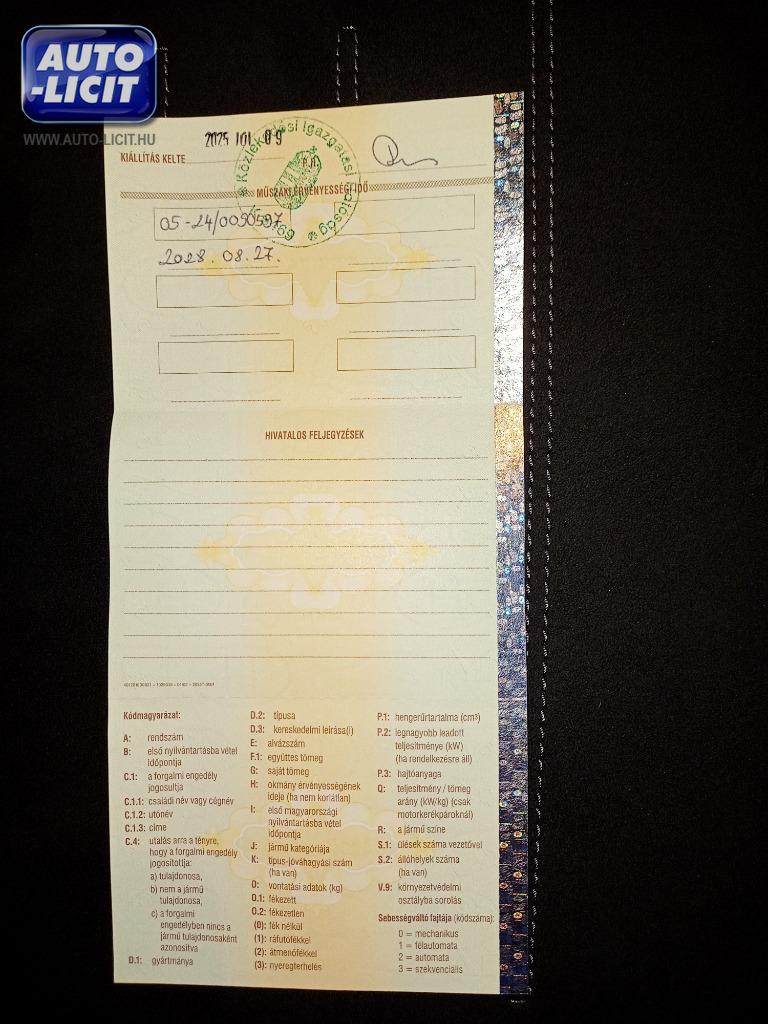 AUTO
-LICIT
WWW.AUTO-LICIT.HU
KIÁLLÍTÁS KELTE
2025 JÚL 09
P.H.
Közlekedési Igazgatási Hatóság
MŰSZAKI ÉRVÉNYESSÉGI IDŐ
05-24/0090597
2028. 08. 27.
HIVATALOS FELJEGYZÉSEK
Kódmagyarázat:
A: rendszám
B: első nyilvántartásba vétel
időpontja
C.1: a forgalmi engedély
jogosultja
C.1.1: családi név vagy cégnév
C.1.2: utónév
C.1.3: címe
C.4: utalás arra a tényre,
hogy a forgalmi engedély
jogosítottja:
a) tulajdonosa,
b) nem a jármű
tulajdonosa,
c) a forgalmi
engedélyben nincs a
jármű tulajdonosaként
azonosítva
D.1: gyártmánya
D.2: típusa
D.3: kereskedelmi leírása(i)
E: alvázszám
F.1: együttes tömeg
G: saját tömeg
H: okmány érvényességének
ideje (ha nem korlátlan)
I: első magyarországi
nyilvántartásba vétel
időpontja
J: jármű kategóriája
K: típus-jóváhagyási szám
(ha van)
O: vontatási adatok (kg)
O.1: fékezett
O.2: fékezetlen
(0): fék nélkül
(1): ráfutófékkel
(2): átmenőfékkel
(3): nyeregterhelés
P.1: hengerűrtartalma (cm³)
P.2: legnagyobb leadott
teljesítménye (kW)
(ha rendelkezésre áll)
P.3: hajtóanyaga
Q: teljesítmény / tömeg
arány (kW/kg) (csak
motorkerékpároknál)
R: a jármű színe
S.1: ülések száma vezetővel
S.2: állóhelyek száma
(ha van)
V.9: környezetvédelmi
osztályba sorolás
Sebességváltó fajtája (kódszáma):
0 = mechanikus
1 = félautomata
2 = automata
3 = szekvenciális